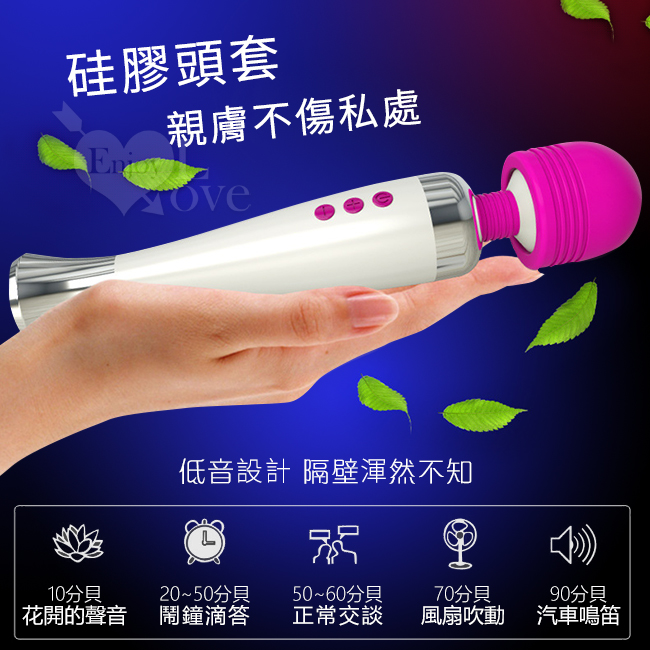 硅膠頭套
親膚不傷私處
Enjoy
Love
低音設計 隔壁渾然不知
10分貝
花開的聲音
20~50分貝
鬧鐘滴答
50~60分貝
正常交談
70分貝
風扇吹動
90分貝
汽車鳴笛